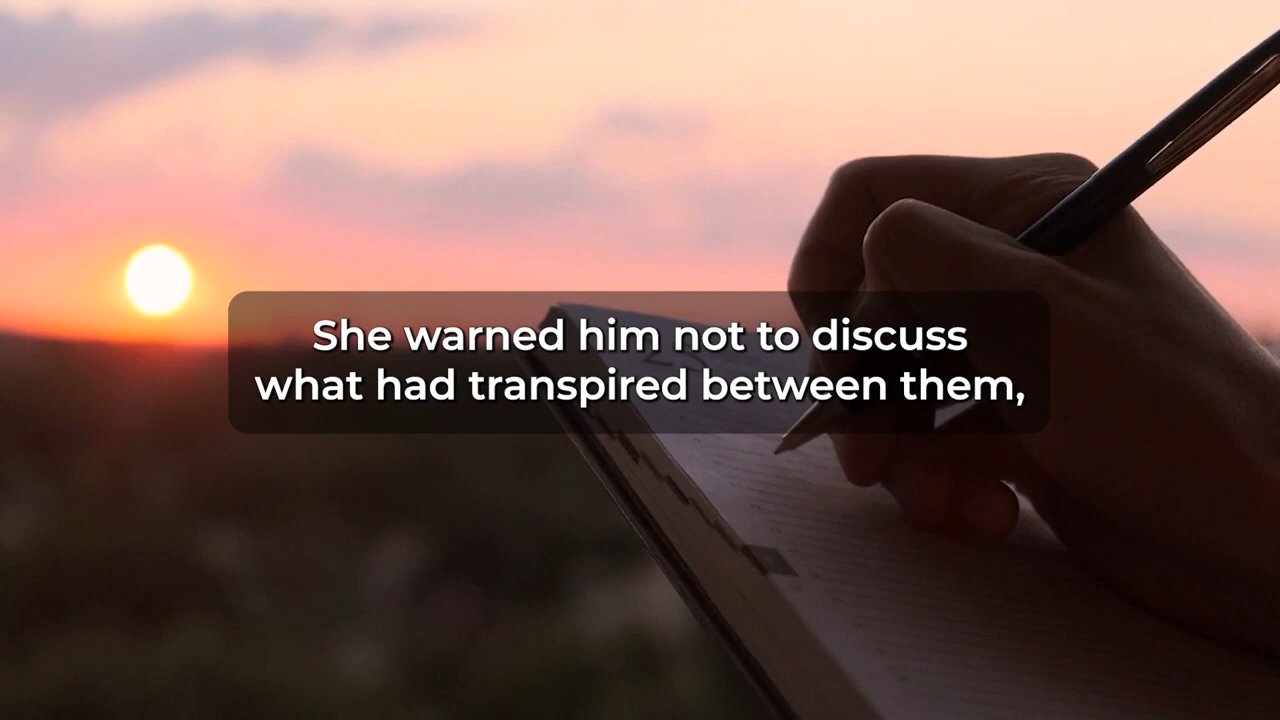 She warned him not to discuss
what had transpired between them,